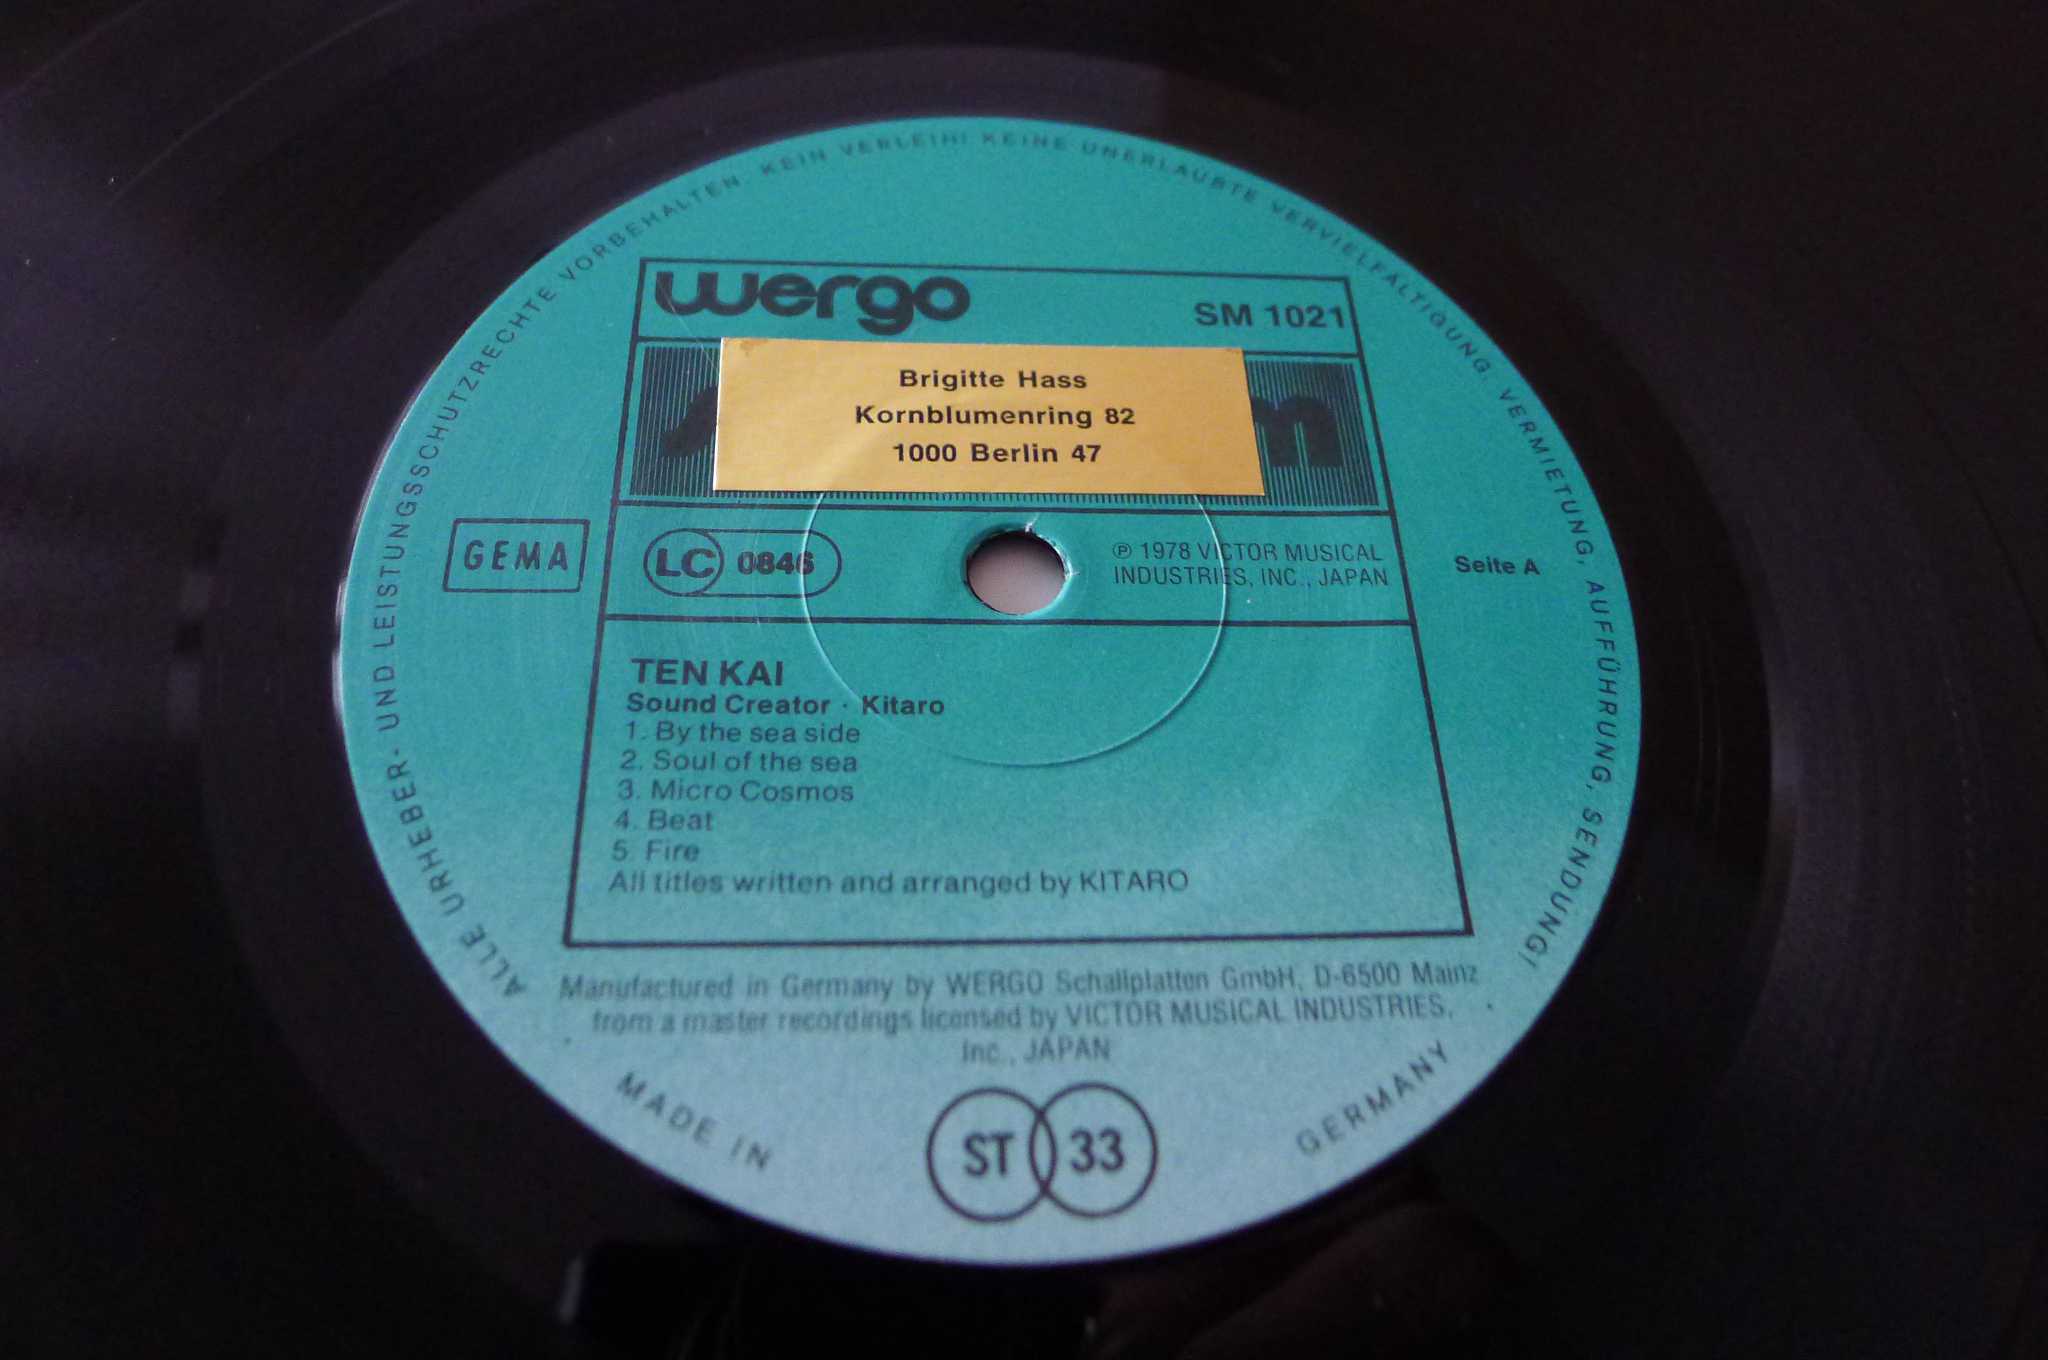 ALLE URHEBER- UND LEISTUNGSSCHUTZRECHTE VORBEHALTEN. KEIN VERLEIH! KEINE UNERLAUBTE VERVIELFÄLTIGUNG, VERMIETUNG, AUFFÜHRUNG, SENDUNG!
wergo
SM 1021
Brigitte Hass
Kornblumenring 82
1000 Berlin 47
GEMA
LC 0846
℗ 1978 VICTOR MUSICAL
INDUSTRIES, INC., JAPAN
Seite A
TEN KAI
Sound Creator · Kitaro
1. By the sea side
2. Soul of the sea
3. Micro Cosmos
4. Beat
5. Fire
All titles written and arranged by KITARO
Manufactured in Germany by WERGO Schallplatten GmbH, D-6500 Mainz
from a master recordings licensed by VICTOR MUSICAL INDUSTRIES,
Inc., JAPAN
MADE IN GERMANY
ST 33